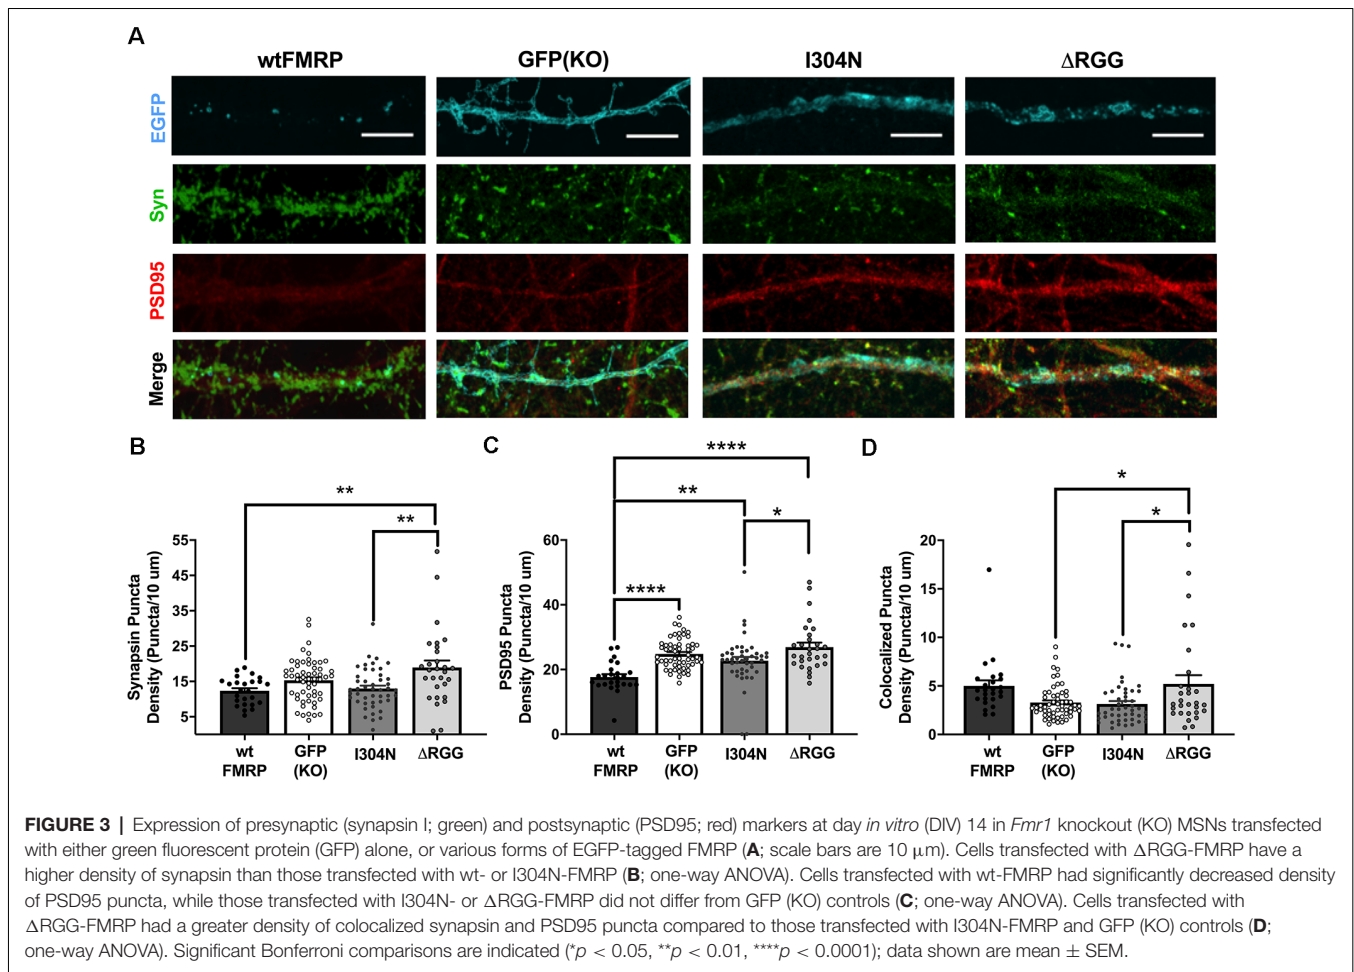 A
wtFMRP GFP(KO) I304N ΔRGG
EGFP
Syn
PSD95
Merge
B
**
**
55
45
35
25
15
5
Synapsin Puncta
Density (Puncta/10 um)
wt
FMRP
GFP
(KO)
I304N
ΔRGG
C
****
**
*
****
60
40
20
0
PSD95 Puncta
Density (Puncta/10 um)
wt
FMRP
GFP
(KO)
I304N
ΔRGG
D
*
*
20
15
10
5
0
Colocalized Puncta
Density (Puncta/10 um)
wt
FMRP
GFP
(KO)
I304N
ΔRGG
FIGURE 3 | Expression of presynaptic (synapsin I; green) and postsynaptic (PSD95; red) markers at day in vitro (DIV) 14 in Fmr1 knockout (KO) MSNs transfected
with either green fluorescent protein (GFP) alone, or various forms of EGFP-tagged FMRP (A; scale bars are 10 μm). Cells transfected with ΔRGG-FMRP have a
higher density of synapsin than those transfected with wt- or I304N-FMRP (B; one-way ANOVA). Cells transfected with wt-FMRP had significantly decreased density
of PSD95 puncta, while those transfected with I304N- or ΔRGG-FMRP did not differ from GFP (KO) controls (C; one-way ANOVA). Cells transfected with
ΔRGG-FMRP had a greater density of colocalized synapsin and PSD95 puncta compared to those transfected with I304N-FMRP and GFP (KO) controls (D;
one-way ANOVA). Significant Bonferroni comparisons are indicated (*p < 0.05, **p < 0.01, ****p < 0.0001); data shown are mean ± SEM.